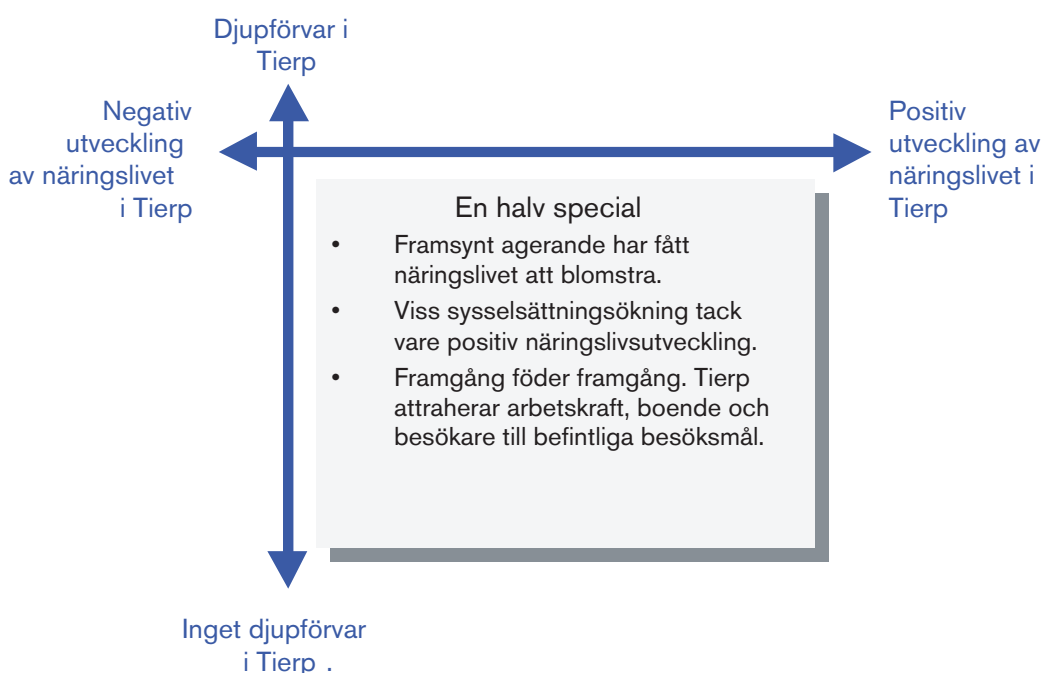 Djupförvar i
Tierp
Negativ
utveckling
av näringslivet
i Tierp
Positiv
utveckling av
näringslivet i
Tierp
En halv special
• Framsynt agerande har fått
näringslivet att blomstra.
• Viss sysselsättningsökning tack
vare positiv näringslivsutveckling.
• Framgång föder framgång. Tierp
attraherar arbetskraft, boende och
besökare till befintliga besöksmål.
Inget djupförvar
i Tierp .